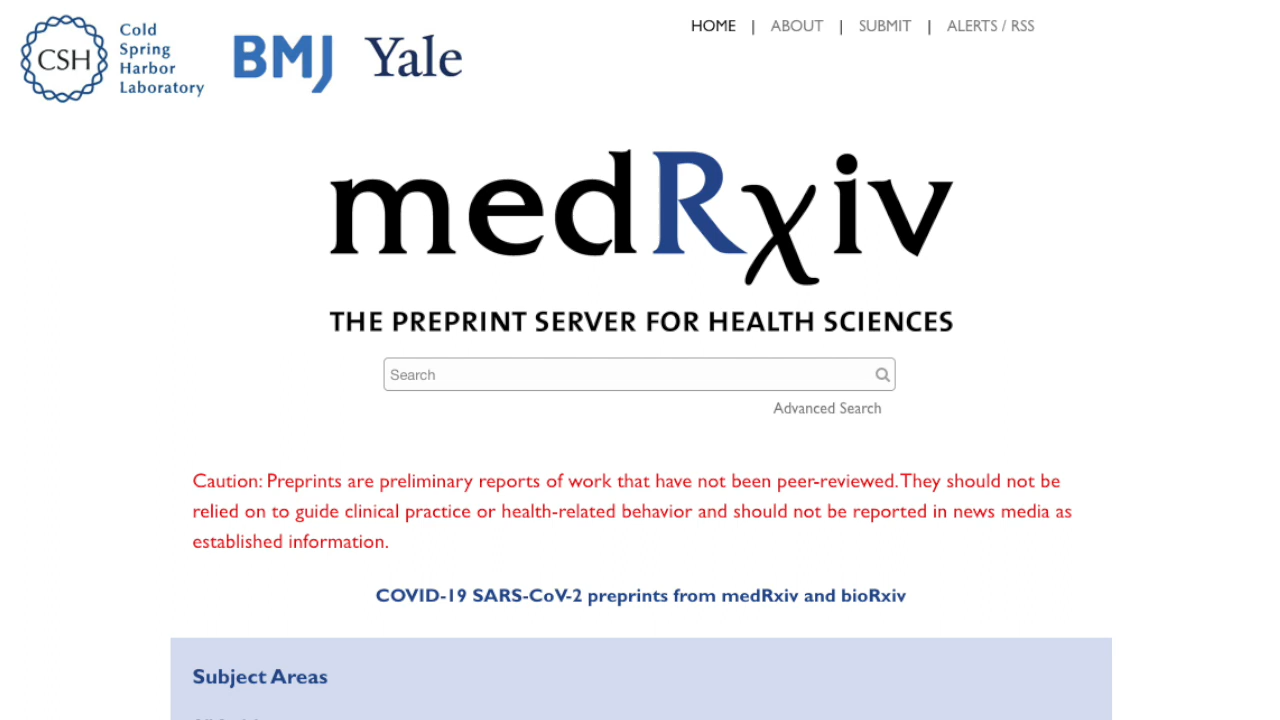 CSH
Cold
Spring
Harbor
Laboratory
BMJ
Yale
HOME | ABOUT | SUBMIT | ALERTS / RSS
medRxiv
THE PREPRINT SERVER FOR HEALTH SCIENCES
Search
Advanced Search
Caution: Preprints are preliminary reports of work that have not been peer-reviewed. They should not be
relied on to guide clinical practice or health-related behavior and should not be reported in news media as
established information.
COVID-19 SARS-CoV-2 preprints from medRxiv and bioRxiv
Subject Areas